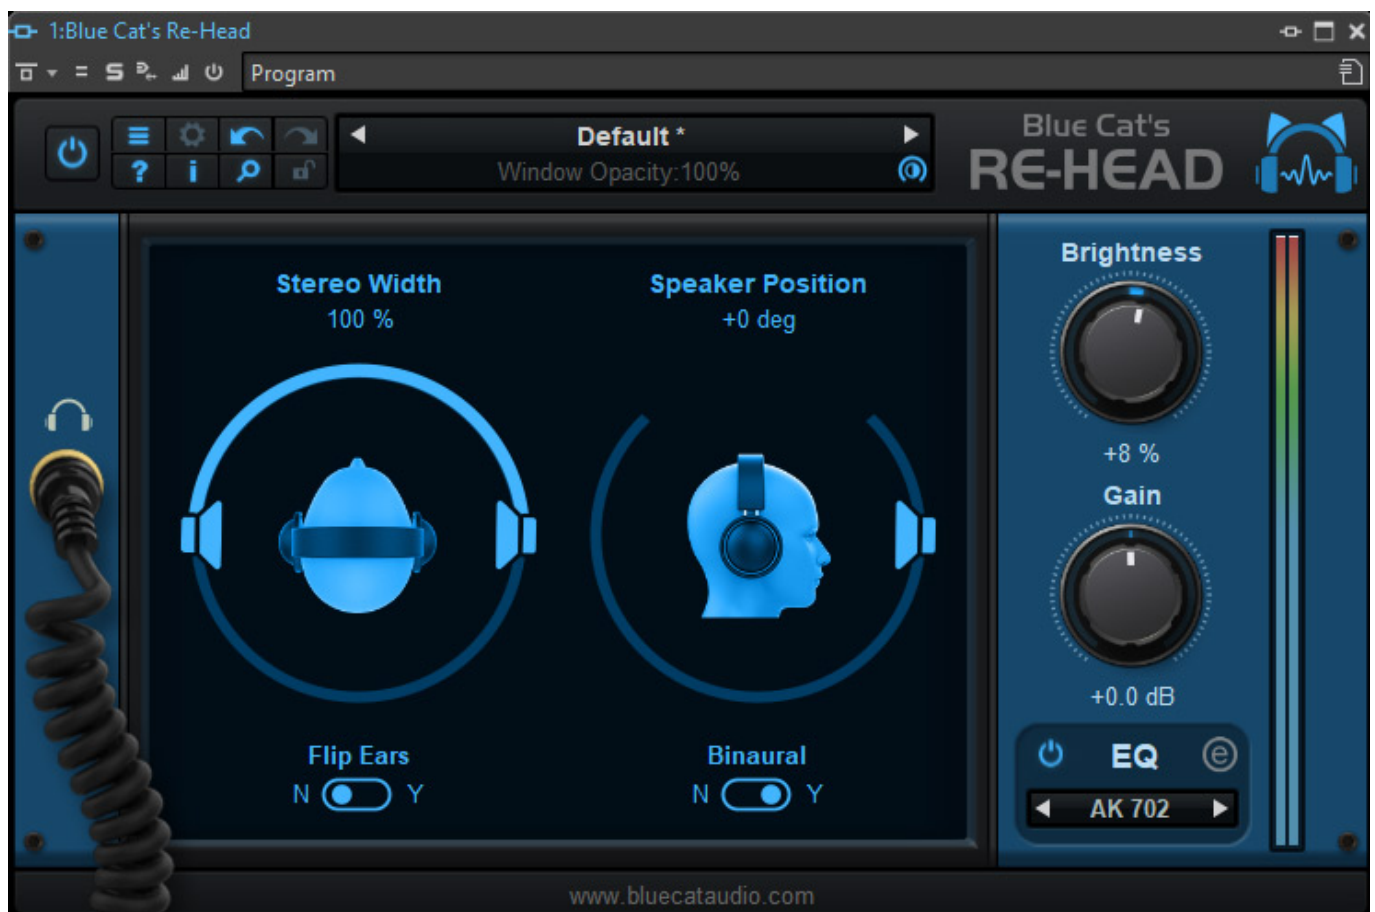 1:Blue Cat's Re-Head
Program
Default *
Window Opacity:100%
Blue Cat's
RE-HEAD
Stereo Width
100 %
Speaker Position
+0 deg
Brightness
+8 %
Gain
+0.0 dB
Flip Ears
N Y
Binaural
N Y
EQ e
AK 702
www.bluecataudio.com